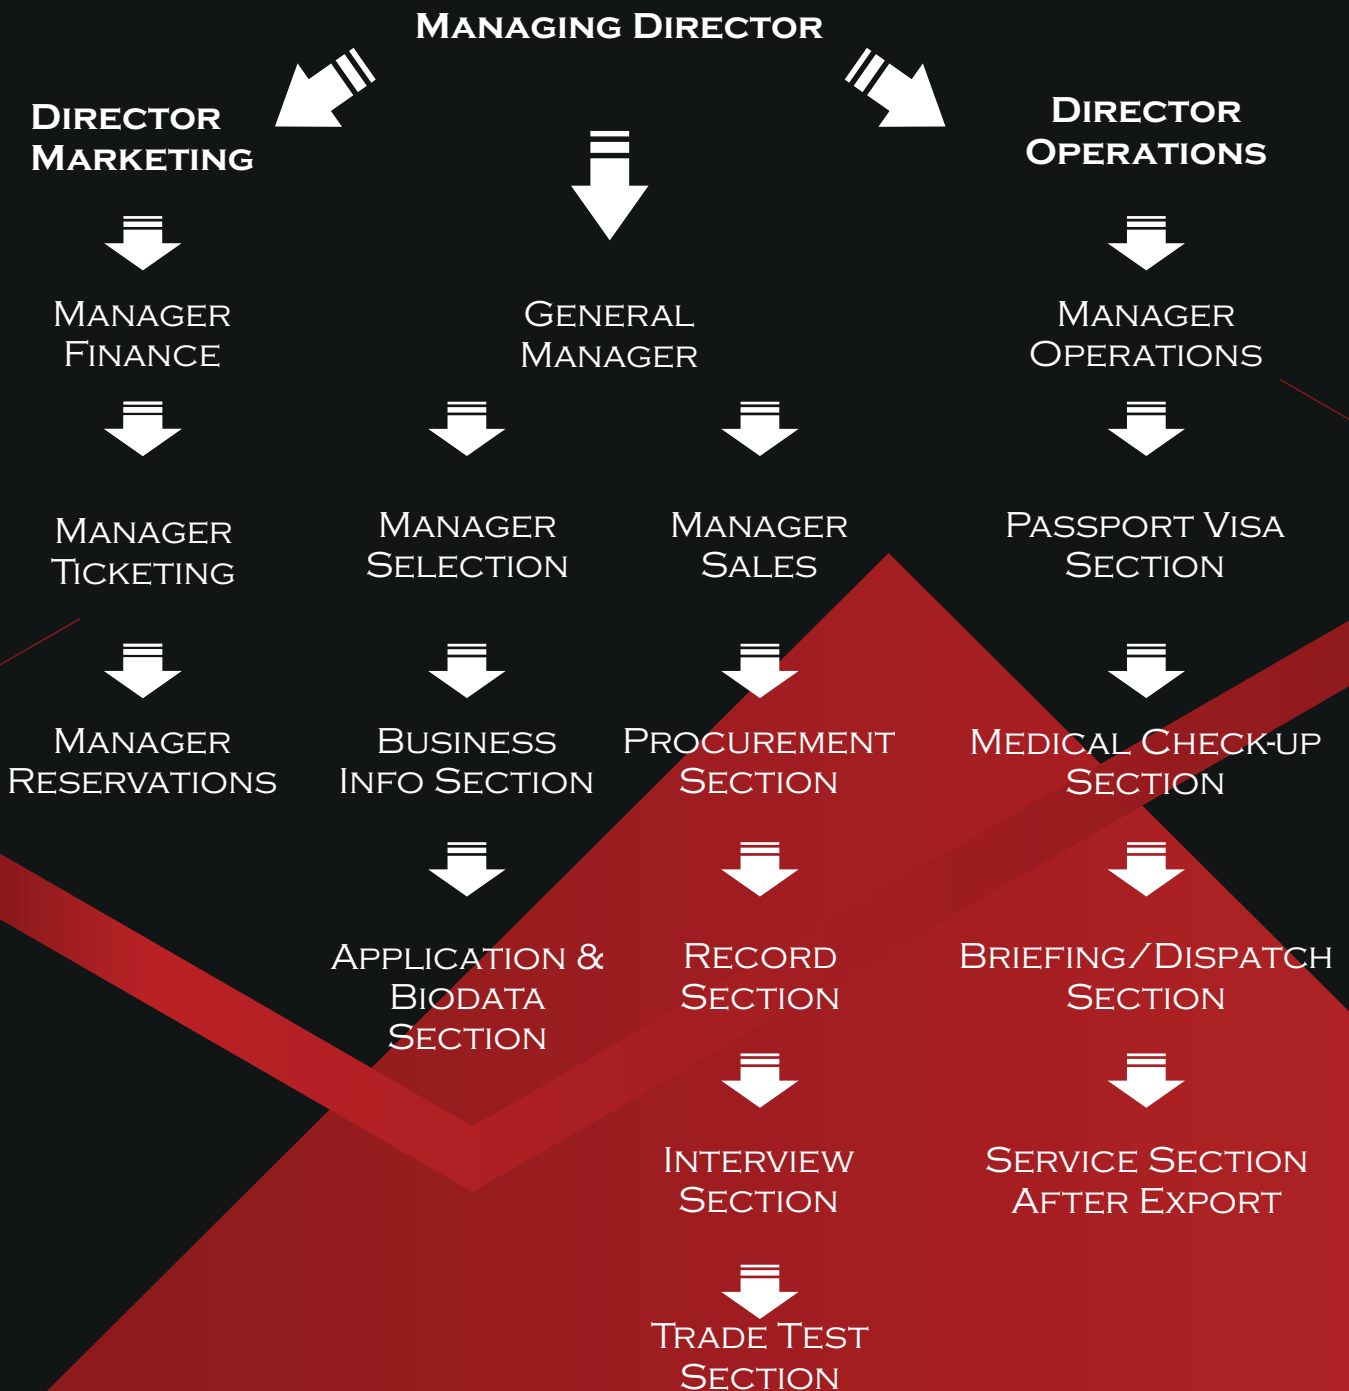 Managing Director
Director
Marketing
Director
Operations
Manager
Finance
General
Manager
Manager
Operations
Manager
Ticketing
Manager
Selection
Manager
Sales
Passport Visa
Section
Manager
Reservations
Business
Info Section
Procurement
Section
Medical Check-up
Section
Application &
Biodata
Section
Record
Section
Briefing/Dispatch
Section
Interview
Section
Service Section
After Export
Trade Test
Section